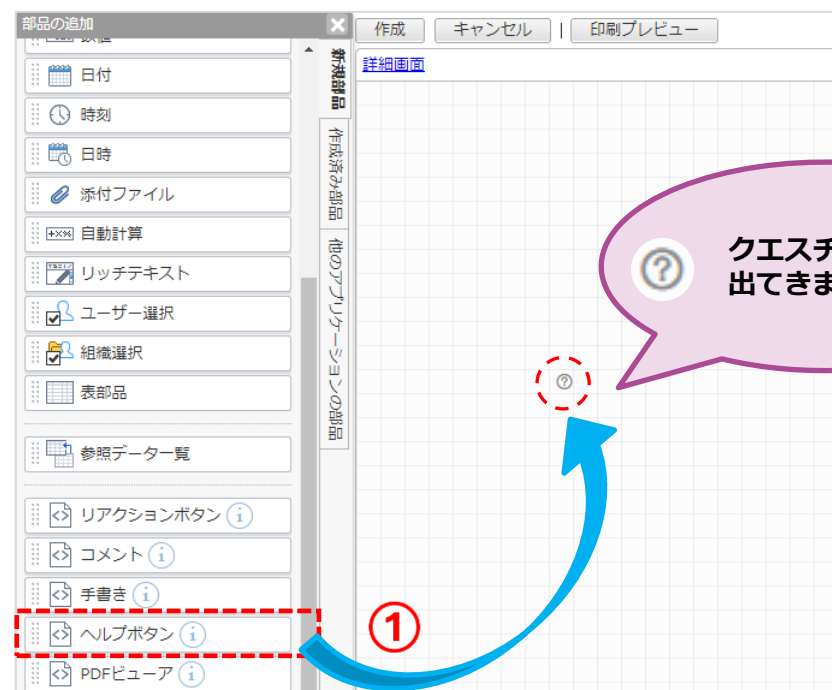 部品の追加
日付
時刻
日時
添付ファイル
+×% 自動計算
リッチテキスト
ユーザー選択
組織選択
表部品
参照データ一覧
リアクションボタン
コメント
手書き
ヘルプボタン
PDFビューア
新規部品
作成済み部品
他のアプリケーションの部品
作成
キャンセル
|
印刷プレビュー
詳細画面
クエスチ
出てきま
①